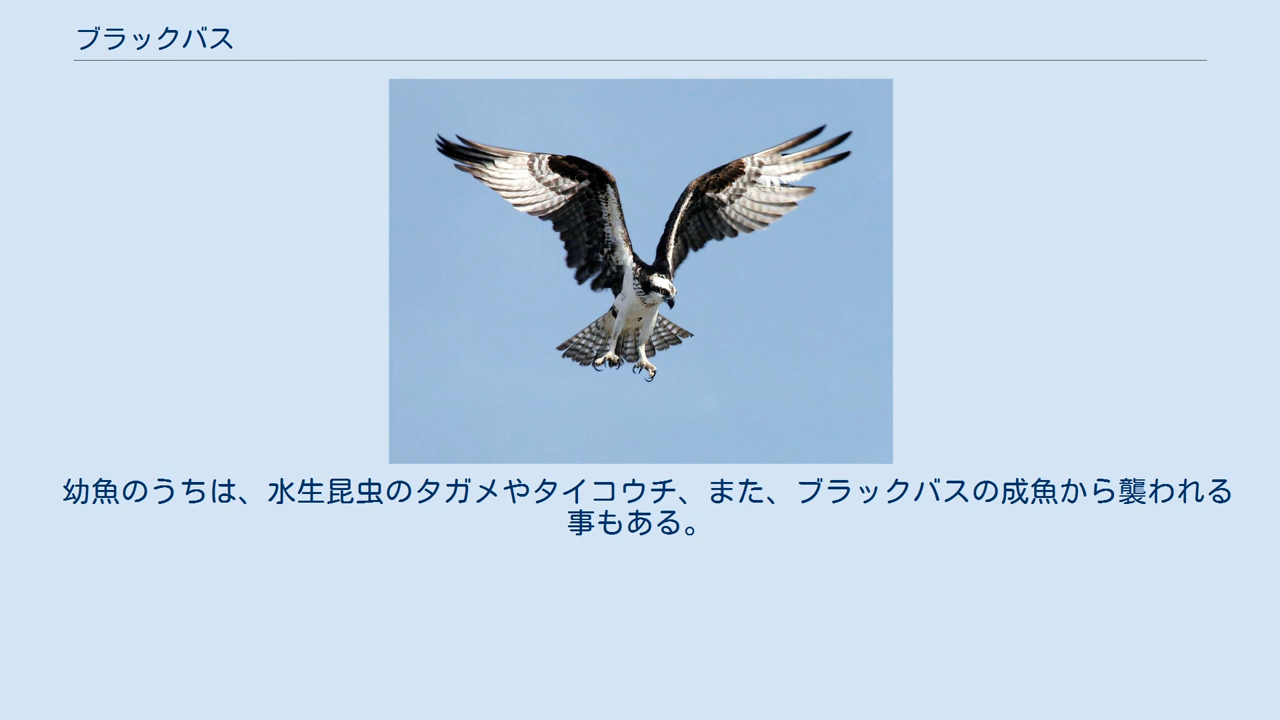 ブラックバス
幼魚のうちは、水生昆虫のタガメやタイコウチ、また、ブラックバスの成魚から襲われる
事もある。